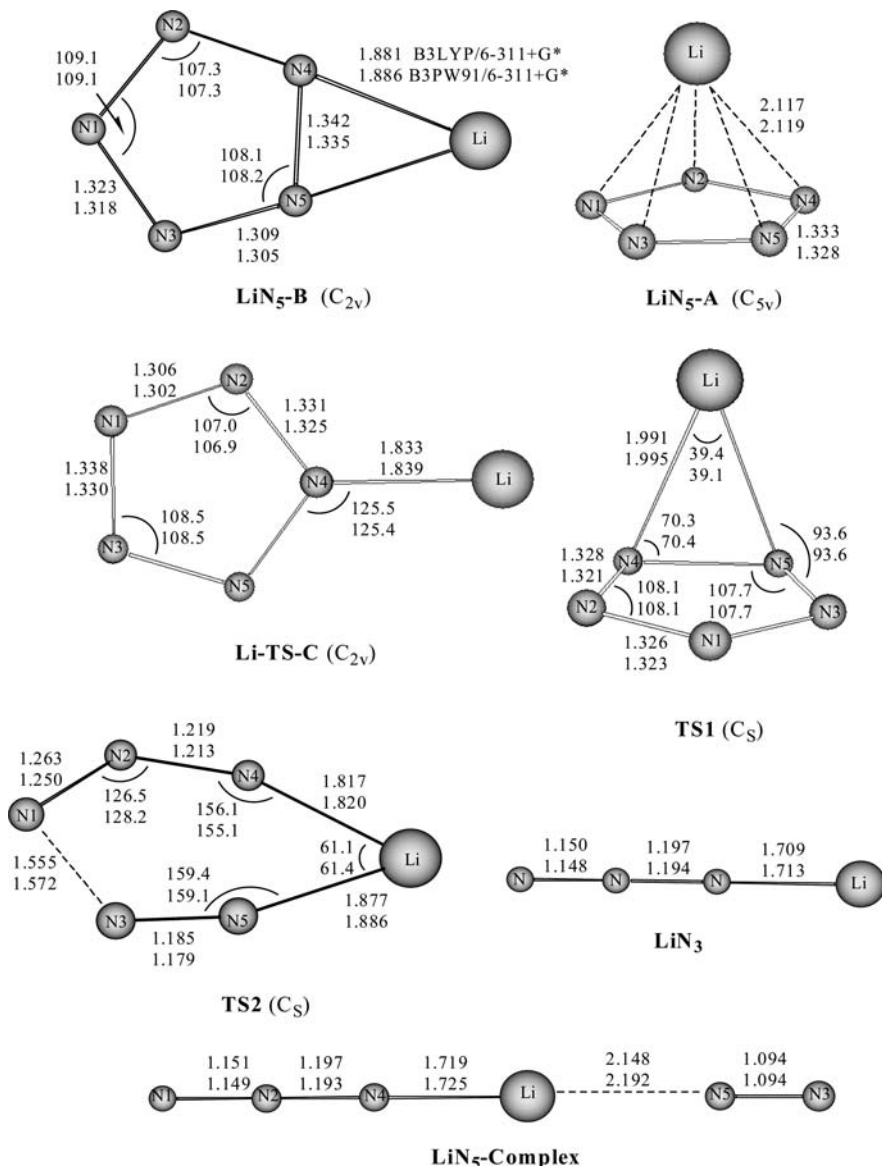 N2
109.1
109.1
107.3
107.3
N4
1.881 B3LYP/6-311+G*
1.886 B3PW91/6-311+G*
N1
1.342
1.335
Li
108.1
108.2
1.323
1.318
N5
N3
1.309
1.305
LiN5-B (C2v)
Li
2.117
2.119
N2
N1
N4
N3
N5
1.333
1.328
LiN5-A (C5v)
1.306
1.302
N2
N1
107.0
106.9
1.331
1.325
1.833
1.839
1.338
1.330
N4
Li
108.5
108.5
125.5
125.4
N3
N5
Li-TS-C (C2v)
Li
1.991
1.995
39.4
39.1
70.3
70.4
93.6
93.6
1.328
1.321
N4
N5
108.1
108.1
107.7
107.7
N2
N3
N1
1.326
1.323
TS1 (CS)
1.219
1.213
1.263
1.250
N2
N4
126.5
128.2
156.1
155.1
1.817
1.820
N1
61.1
61.4
Li
1.555
1.572
159.4
159.1
1.877
1.886
N3
N5
1.185
1.179
TS2 (CS)
1.150
1.148
1.197
1.194
1.709
1.713
N
N
N
Li
LiN3
1.151
1.149
1.197
1.193
1.719
1.725
2.148
2.192
1.094
1.094
N1
N2
N4
Li
N5
N3
LiN5-Complex